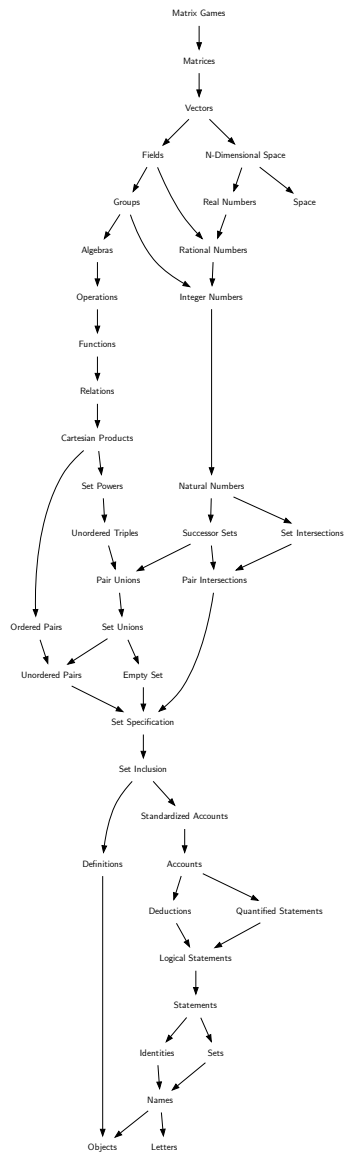 Matrix Games
Matrices
Vectors
Fields
N-Dimensional Space
Groups
Real Numbers
Space
Algebras
Rational Numbers
Operations
Integer Numbers
Functions
Relations
Cartesian Products
Set Powers
Natural Numbers
Unordered Triples
Successor Sets
Set Intersections
Pair Unions
Pair Intersections
Ordered Pairs
Set Unions
Unordered Pairs
Empty Set
Set Specification
Set Inclusion
Standardized Accounts
Definitions
Accounts
Deductions
Quantified Statements
Logical Statements
Statements
Identities
Sets
Names
Objects
Letters